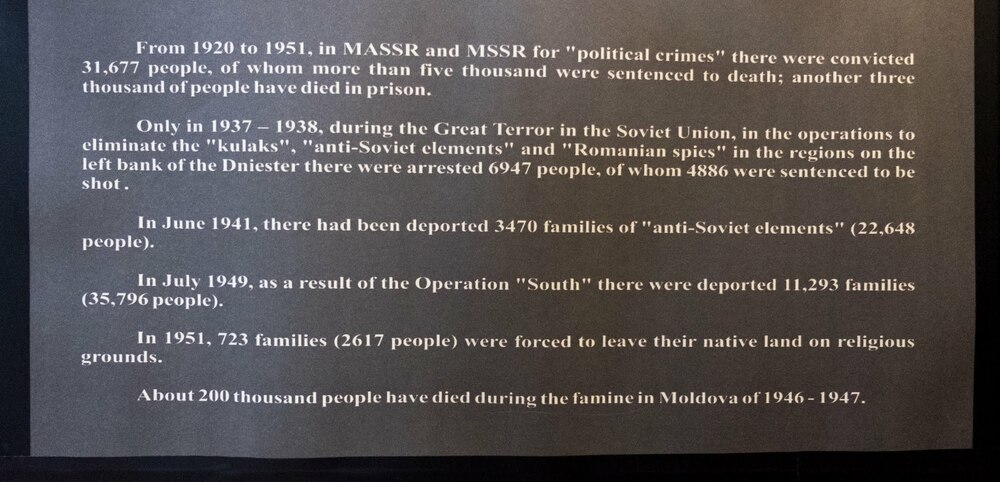 From 1920 to 1951, in MASSR and MSSR for "political crimes" there were convicted
31,677 people, of whom more than five thousand were sentenced to death; another three
thousand of people have died in prison.
Only in 1937 – 1938, during the Great Terror in the Soviet Union, in the operations to
eliminate the "kulaks", "anti-Soviet elements" and "Romanian spies" in the regions on the
left bank of the Dniester there were arrested 6947 people, of whom 4886 were sentenced to be
shot .
In June 1941, there had been deported 3470 families of "anti-Soviet elements" (22,648
people).
In July 1949, as a result of the Operation "South" there were deported 11,293 families
(35,796 people).
In 1951, 723 families (2617 people) were forced to leave their native land on religious
grounds.
About 200 thousand people have died during the famine in Moldova of 1946 - 1947.